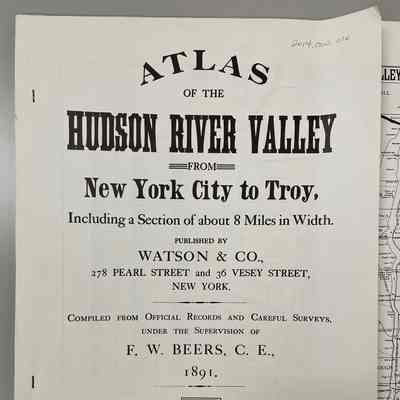 ATLAS
OF THE
HUDSON RIVER VALLEY
FROM
New York City to Troy,
Including a Section of about 8 Miles in Width.
PUBLISHED BY
WATSON & CO.,
278 PEARL STREET and 36 VESEY STREET,
NEW YORK.
COMPILED FROM OFFICIAL RECORDS AND CAREFUL SURVEYS,
UNDER THE SUPERVISION OF
F. W. BEERS, C. E.,
1891.